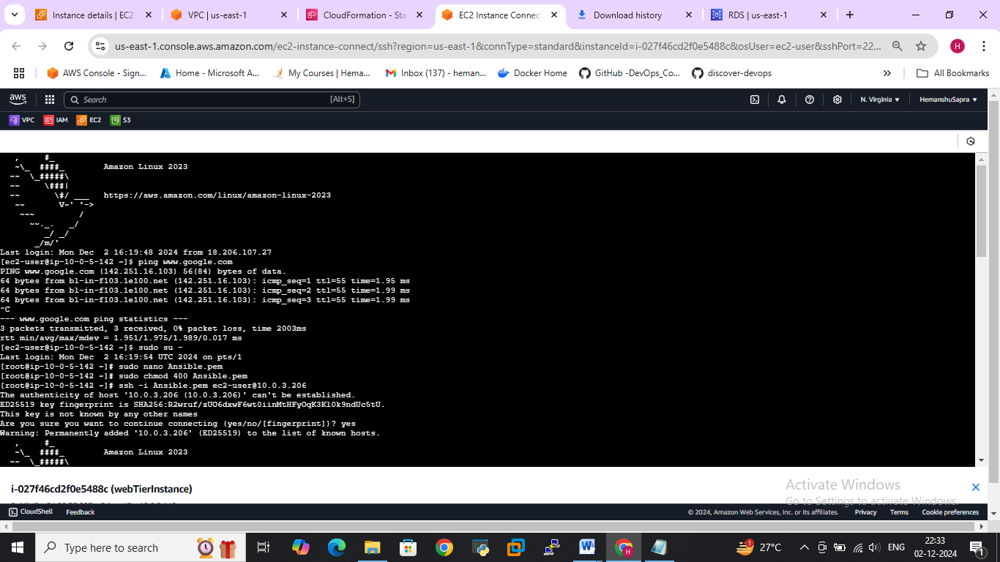 Instance details | EC2
VPC | us-east-1
CloudFormation - Sta
EC2 Instance Connect
Download history
RDS | us-east-1
us-east-1.console.aws.amazon.com/ec2-instance-connect/ssh?region=us-east-1&connType=standard&instanceId=i-027f46cd2f0e5488c&osUser=ec2-user&sshPort=22...
H
AWS Console - Sign...
Home - Microsoft A...
My Courses | Hema...
Inbox (137) - heman...
Docker Home
GitHub -DevOps_Co...
discover-devops
All Bookmarks
aws
Search
[Alt+S]
N. Virginia
HemanshuSapra
VPC
IAM
EC2
S3
   ,     #_
   ~\_  ####_        Amazon Linux 2023
  ~~  \_#####\
  ~~     \###|
  ~~       \#/ ___   https://aws.amazon.com/linux/amazon-linux-2023
   ~~       V~' '->
    ~~~         /
      ~~._.   _/
         _/ _/
       _/m/'
Last login: Mon Dec  2 16:19:48 2024 from 18.206.107.27
[ec2-user@ip-10-0-5-142 ~]$ ping www.google.com
PING www.google.com (142.251.16.103) 56(84) bytes of data.
64 bytes from bl-in-f103.1e100.net (142.251.16.103): icmp_seq=1 ttl=55 time=1.95 ms
64 bytes from bl-in-f103.1e100.net (142.251.16.103): icmp_seq=2 ttl=55 time=1.99 ms
64 bytes from bl-in-f103.1e100.net (142.251.16.103): icmp_seq=3 ttl=55 time=1.99 ms
^C
--- www.google.com ping statistics ---
3 packets transmitted, 3 received, 0% packet loss, time 2003ms
rtt min/avg/max/mdev = 1.951/1.975/1.989/0.017 ms
[ec2-user@ip-10-0-5-142 ~]$ sudo su -
Last login: Mon Dec  2 16:19:54 UTC 2024 on pts/1
[root@ip-10-0-5-142 ~]# sudo nano Ansible.pem
[root@ip-10-0-5-142 ~]# sudo chmod 400 Ansible.pem
[root@ip-10-0-5-142 ~]# ssh -i Ansible.pem ec2-user@10.0.3.206
The authenticity of host '10.0.3.206 (10.0.3.206)' can't be established.
ED25519 key fingerprint is SHA256:R2wruf/zUO6dxwF6wt0iinMtHFyOqK3Kl0k9ndUc5tU.
This key is not known by any other names
Are you sure you want to continue connecting (yes/no/[fingerprint])? yes
Warning: Permanently added '10.0.3.206' (ED25519) to the list of known hosts.
   ,     #_
   ~\_  ####_        Amazon Linux 2023
  ~~  \_#####\
i-027f46cd2f0e5488c (webTierInstance)
Activate Windows
Go to Settings to activate Windows.
CloudShell
Feedback
© 2024, Amazon Web Services, Inc. or its affiliates.
Privacy
Terms
Cookie preferences
Type here to search
27°C
ENG
22:33
02-12-2024